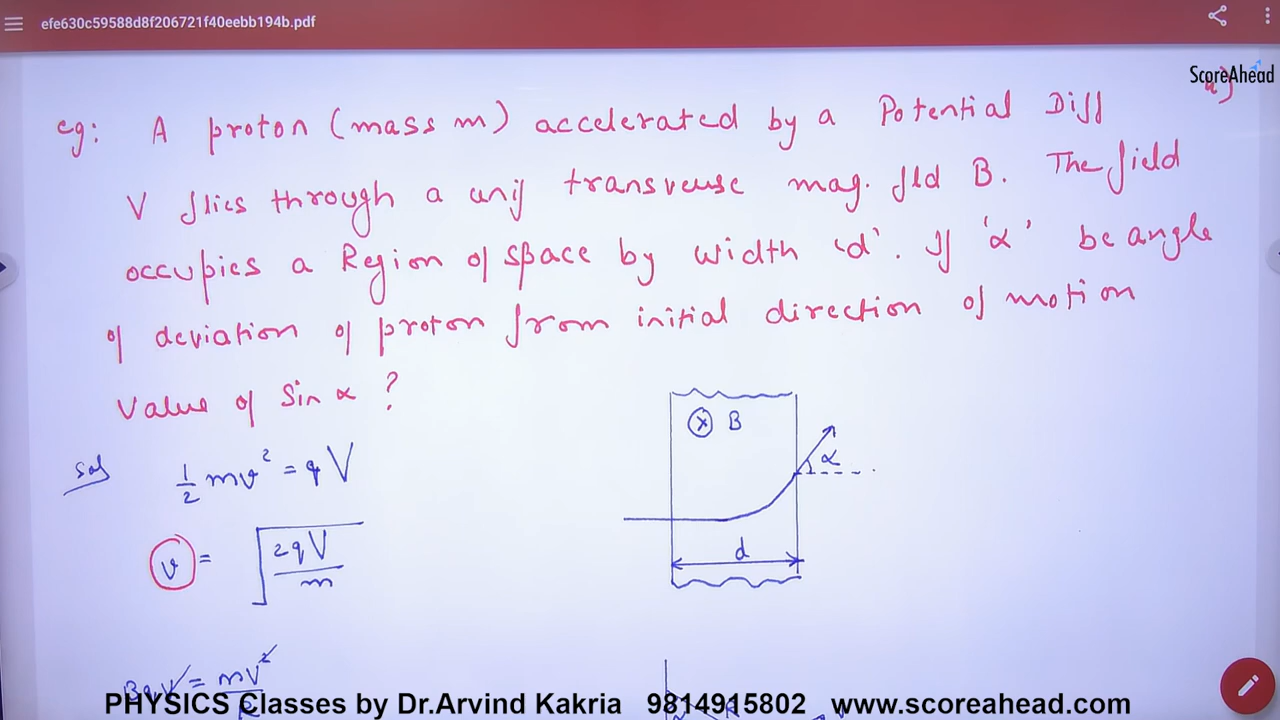 efe630c59588d8f206721f40eebb194b.pdf
ScoreAhead
eg: A proton (mass m) accelerated by a Potential Diff
V flies through a unif transverse mag. fld B. The field
occupies a Region of space by width 'd'. If 'α' be angle
of deviation of proton from initial direction of motion
Value of Sin α ?
Sol
1/2 mv² = qV
v = √(2qV/m)
⊗ B
α
d
BqV = mV²/R
PHYSICS Classes by Dr.Arvind Kakria 9814915802 www.scoreahead.com